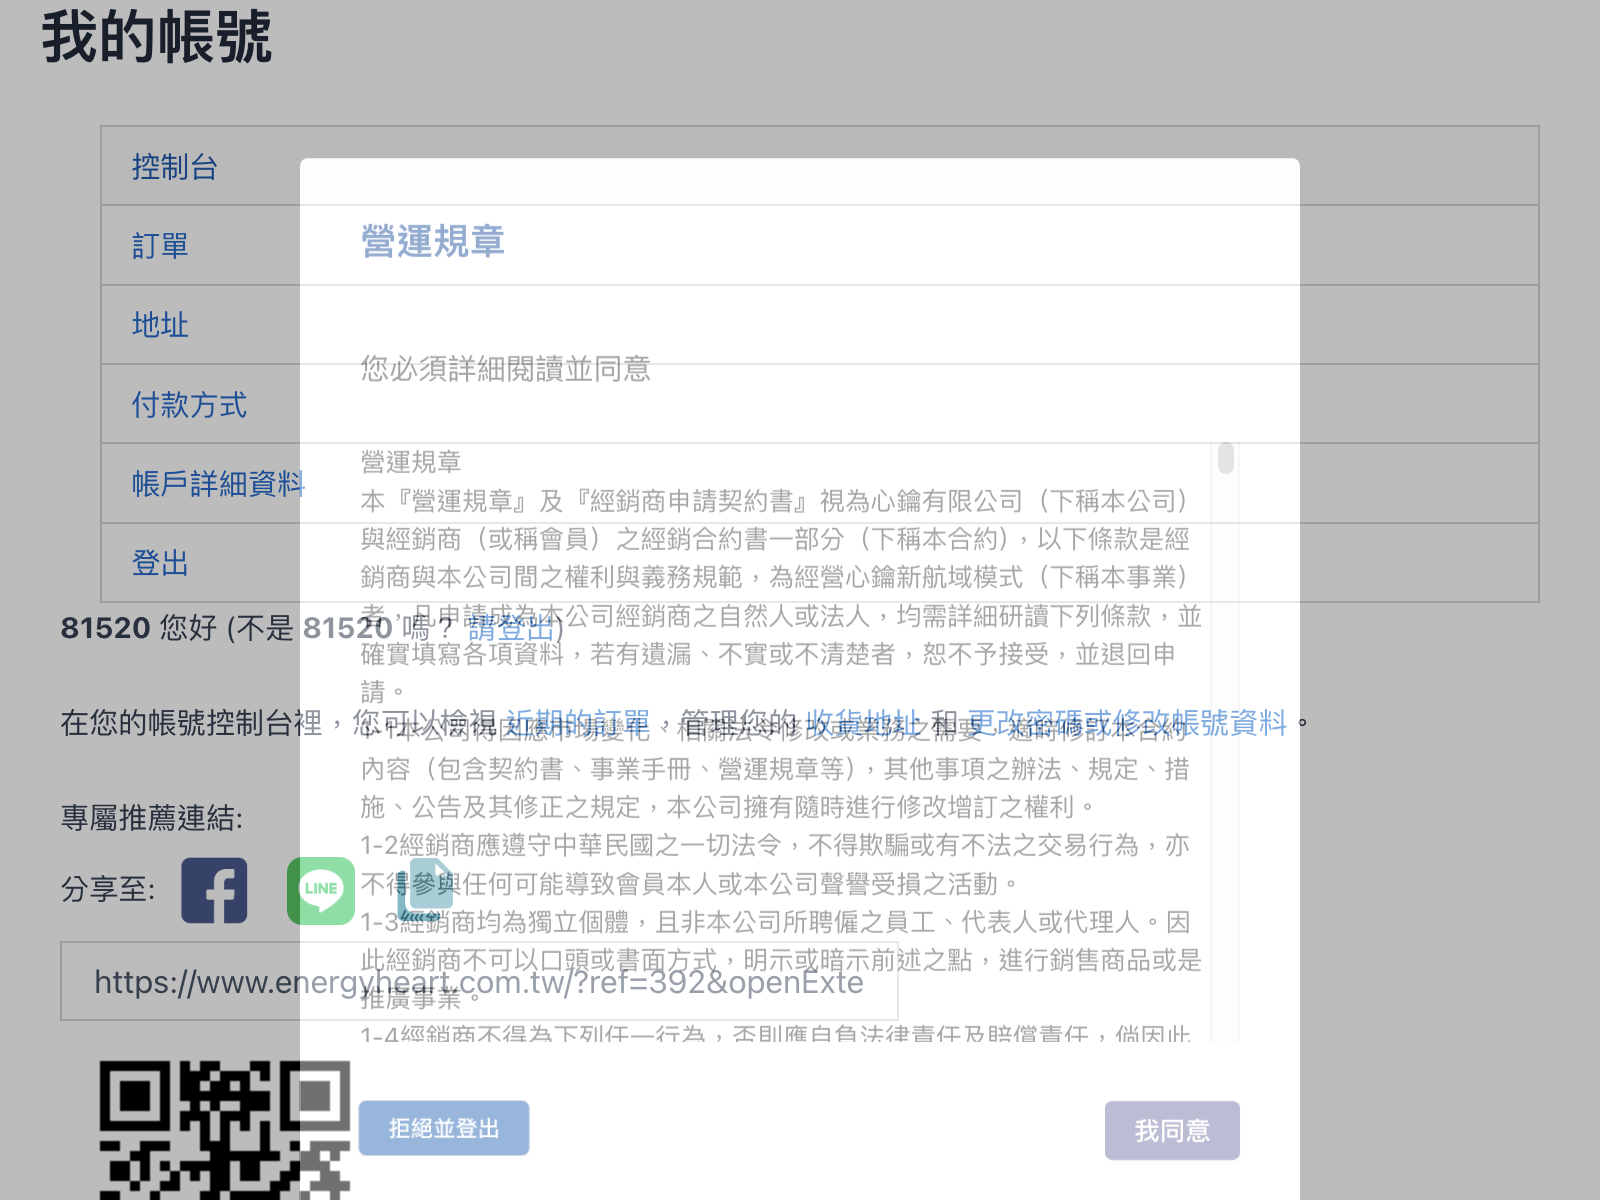 我的帳號
控制台
訂單
地址
付款方式
帳戶詳細資料
登出
81520 您好 (不是 81520 嗎？ 請登出)
在您的帳號控制台裡，您可以檢視 近期的訂單，管理您的 收貨地址 和 更改密碼或修改帳號資料。
專屬推薦連結:
分享至:
LINE
https://www.energyheart.com.tw/?ref=392&openExte
營運規章
您必須詳細閱讀並同意
營運規章
本『營運規章』及『經銷商申請契約書』視為心鑰有限公司（下稱本公司）
與經銷商（或稱會員）之經銷合約書一部分（下稱本合約），以下條款是經
銷商與本公司間之權利與義務規範，為經營心鑰新航域模式（下稱本事業）
者，凡申請成為本公司經銷商之自然人或法人，均需詳細研讀下列條款，並
確實填寫各項資料，若有遺漏、不實或不清楚者，恕不予接受，並退回申
請。
1-1本公司得因應市場變化、相關法令修改或業務之需要，適時修訂本合約
內容（包含契約書、事業手冊、營運規章等），其他事項之辦法、規定、措
施、公告及其修正之規定，本公司擁有隨時進行修改增訂之權利。
1-2經銷商應遵守中華民國之一切法令，不得欺騙或有不法之交易行為，亦
不得參與任何可能導致會員本人或本公司聲譽受損之活動。
1-3經銷商均為獨立個體，且非本公司所聘僱之員工、代表人或代理人。因
此經銷商不可以口頭或書面方式，明示或暗示前述之點，進行銷售商品或是
推廣事業。
1-4經銷商不得為下列任一行為，否則應自負法律責任及賠償責任，倘因此
拒絕並登出
我同意